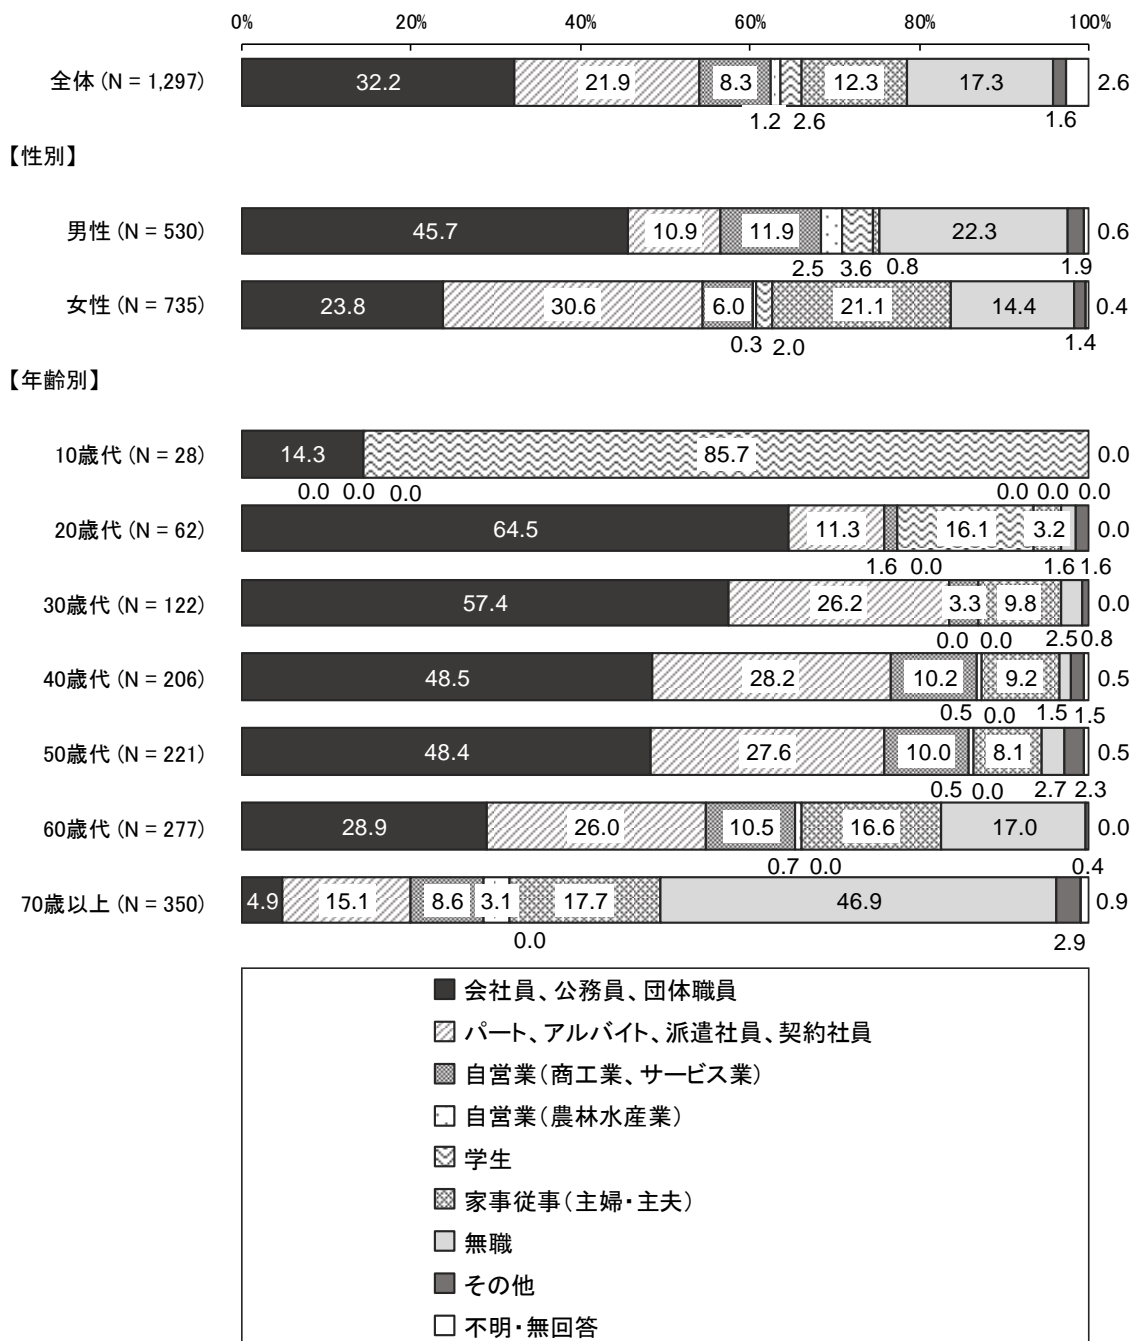 0% 20% 40% 60% 80% 100%
全体 (N = 1,297) 32.2 21.9 8.3 12.3 17.3 2.6
1.2 2.6 1.6
【性別】
男性 (N = 530) 45.7 10.9 11.9 22.3 0.6
2.5 3.6 0.8 1.9
女性 (N = 735) 23.8 30.6 6.0 21.1 14.4 0.4
0.3 2.0 1.4
【年齢別】
10歳代 (N = 28) 14.3 85.7 0.0
0.0 0.0 0.0 0.0 0.0 0.0
20歳代 (N = 62) 64.5 11.3 16.1 3.2 0.0
1.6 0.0 1.6 1.6
30歳代 (N = 122) 57.4 26.2 3.3 9.8 0.0
0.0 0.0 2.5 0.8
40歳代 (N = 206) 48.5 28.2 10.2 9.2 0.5
0.5 0.0 1.5 1.5
50歳代 (N = 221) 48.4 27.6 10.0 8.1 0.5
0.5 0.0 2.7 2.3
60歳代 (N = 277) 28.9 26.0 10.5 16.6 17.0 0.0
0.7 0.0 0.4
70歳以上 (N = 350) 4.9 15.1 8.6 3.1 17.7 46.9 0.9
0.0 2.9
会社員、公務員、団体職員
パート、アルバイト、派遣社員、契約社員
自営業（商工業、サービス業）
自営業（農林水産業）
学生
家事従事（主婦・主夫）
無職
その他
不明・無回答